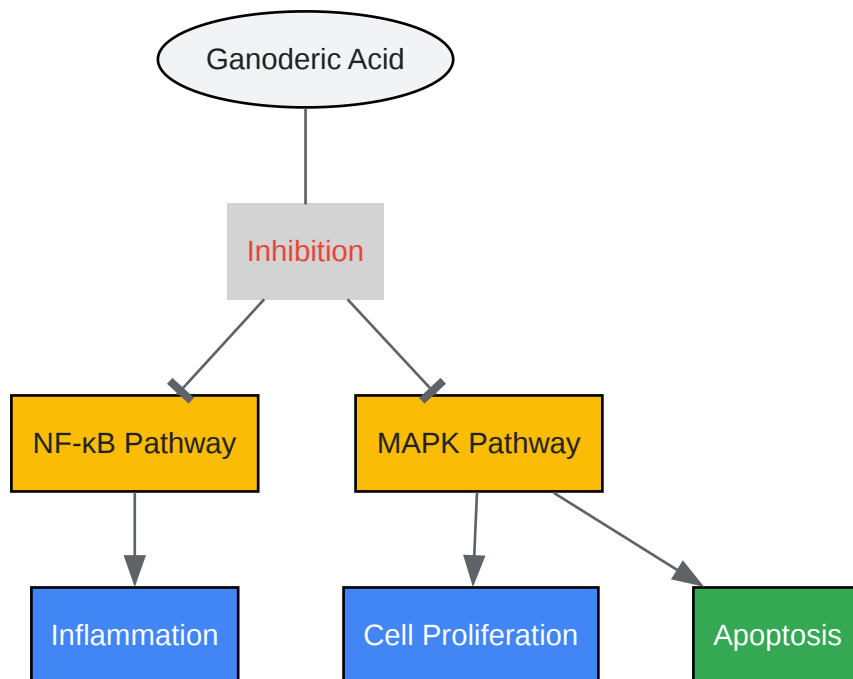 Ganoderic Acid
Inhibition
NF-κB Pathway
MAPK Pathway
Inflammation
Cell Proliferation
Apoptosis